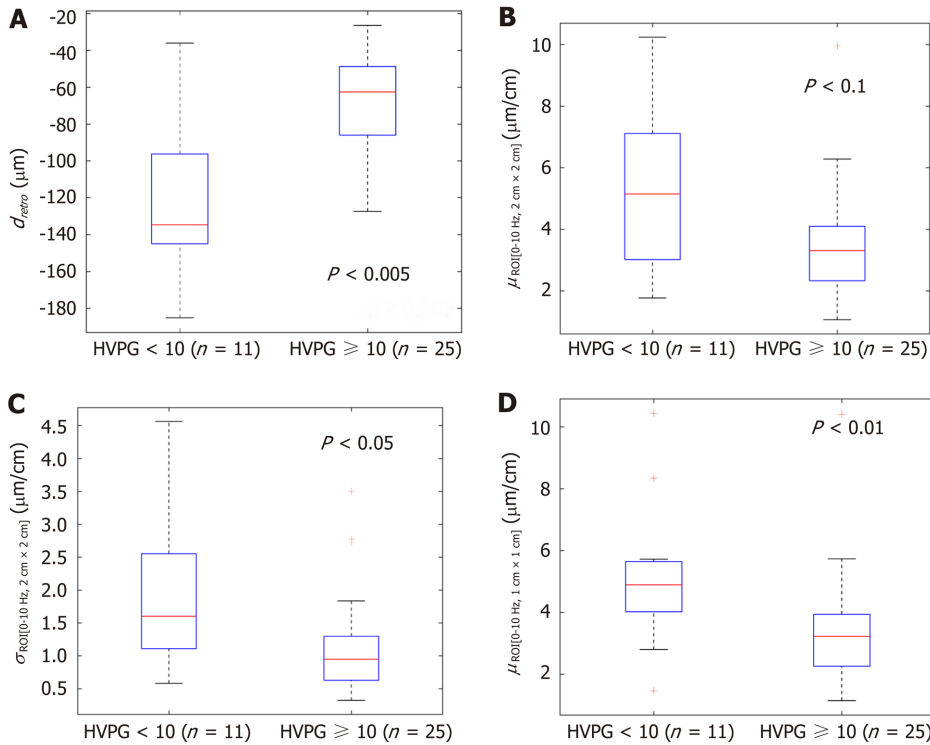 A
-20
-40
-60
-80
-100
-120
-140
-160
-180
d_retro (μm)
P < 0.005
HVPG < 10 (n = 11) HVPG ⩾ 10 (n = 25)
B
10
8
6
4
2
μ_ROI[0-10 Hz, 2 cm × 2 cm] (μm/cm)
P < 0.1
HVPG < 10 (n = 11) HVPG ⩾ 10 (n = 25)
C
4.5
4.0
3.5
3.0
2.5
2.0
1.5
1.0
0.5
σ_ROI[0-10 Hz, 2 cm × 2 cm] (μm/cm)
P < 0.05
HVPG < 10 (n = 11) HVPG ⩾ 10 (n = 25)
D
10
8
6
4
2
μ_ROI[0-10 Hz, 1 cm × 1 cm] (μm/cm)
P < 0.01
HVPG < 10 (n = 11) HVPG ⩾ 10 (n = 25)